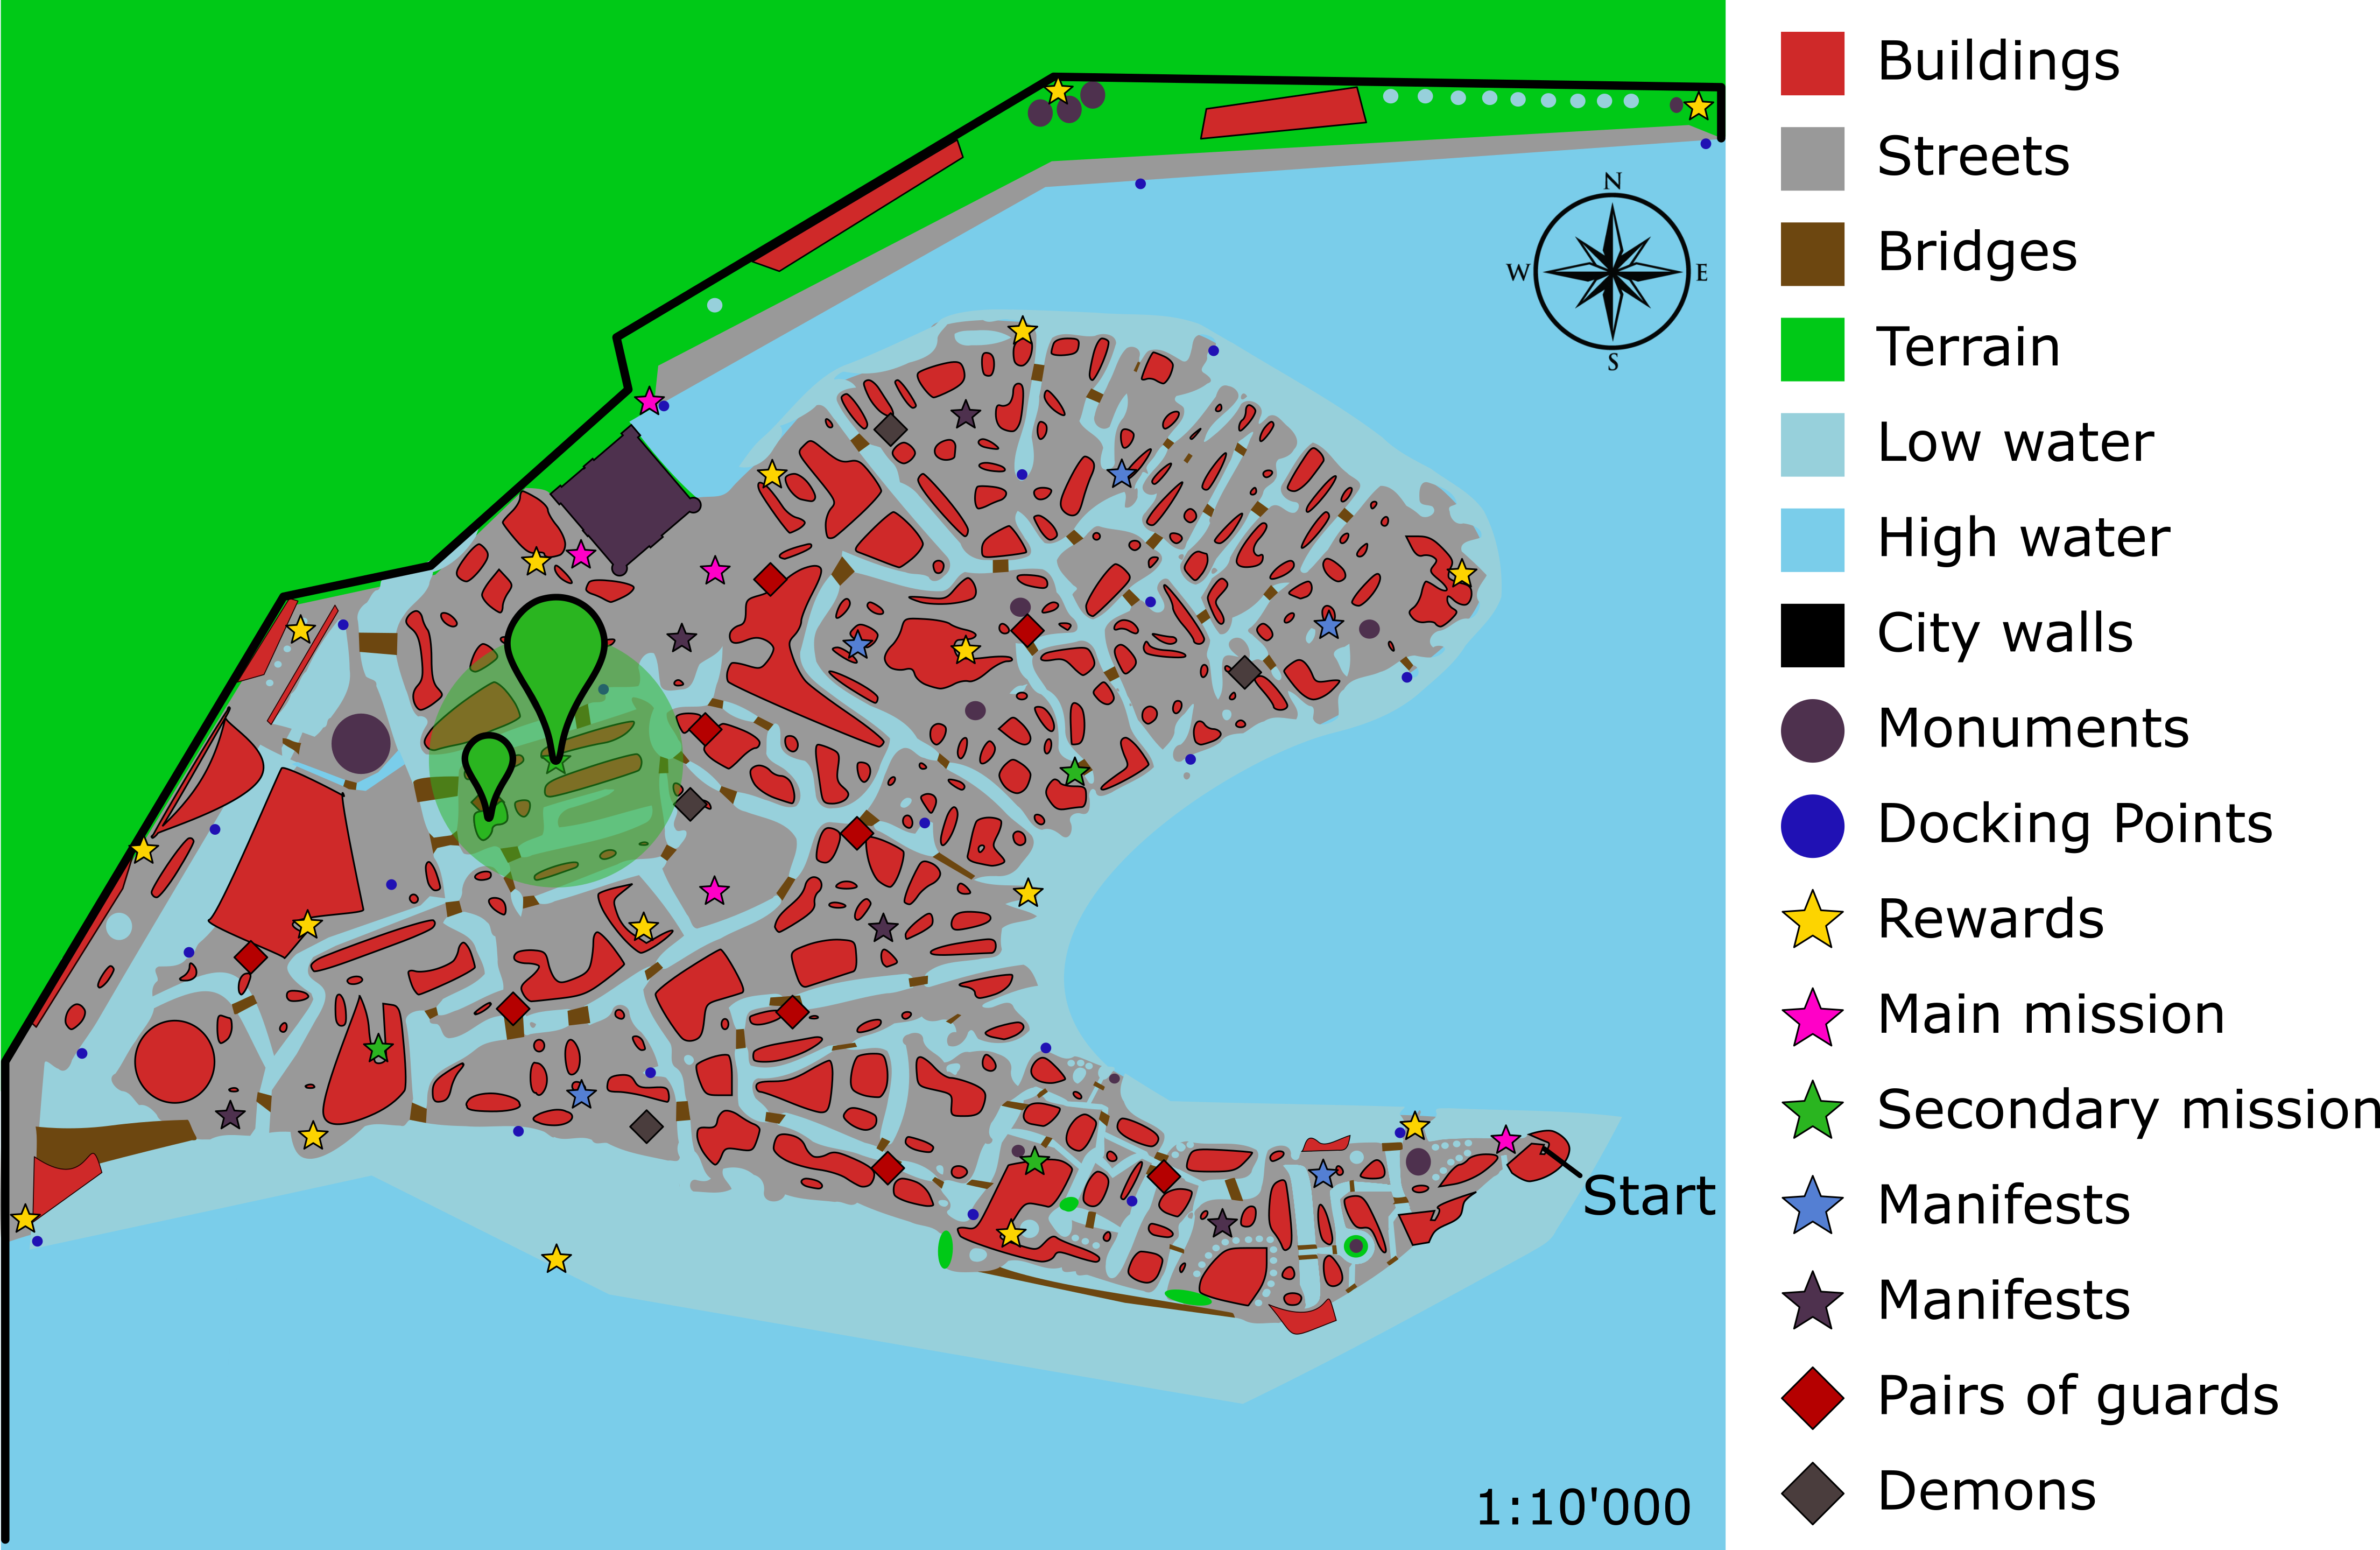 N
W
E
S
Start
1:10'000
Buildings
Streets
Bridges
Terrain
Low water
High water
City walls
Monuments
Docking Points
Rewards
Main mission
Secondary mission
Manifests
Manifests
Pairs of guards
Demons